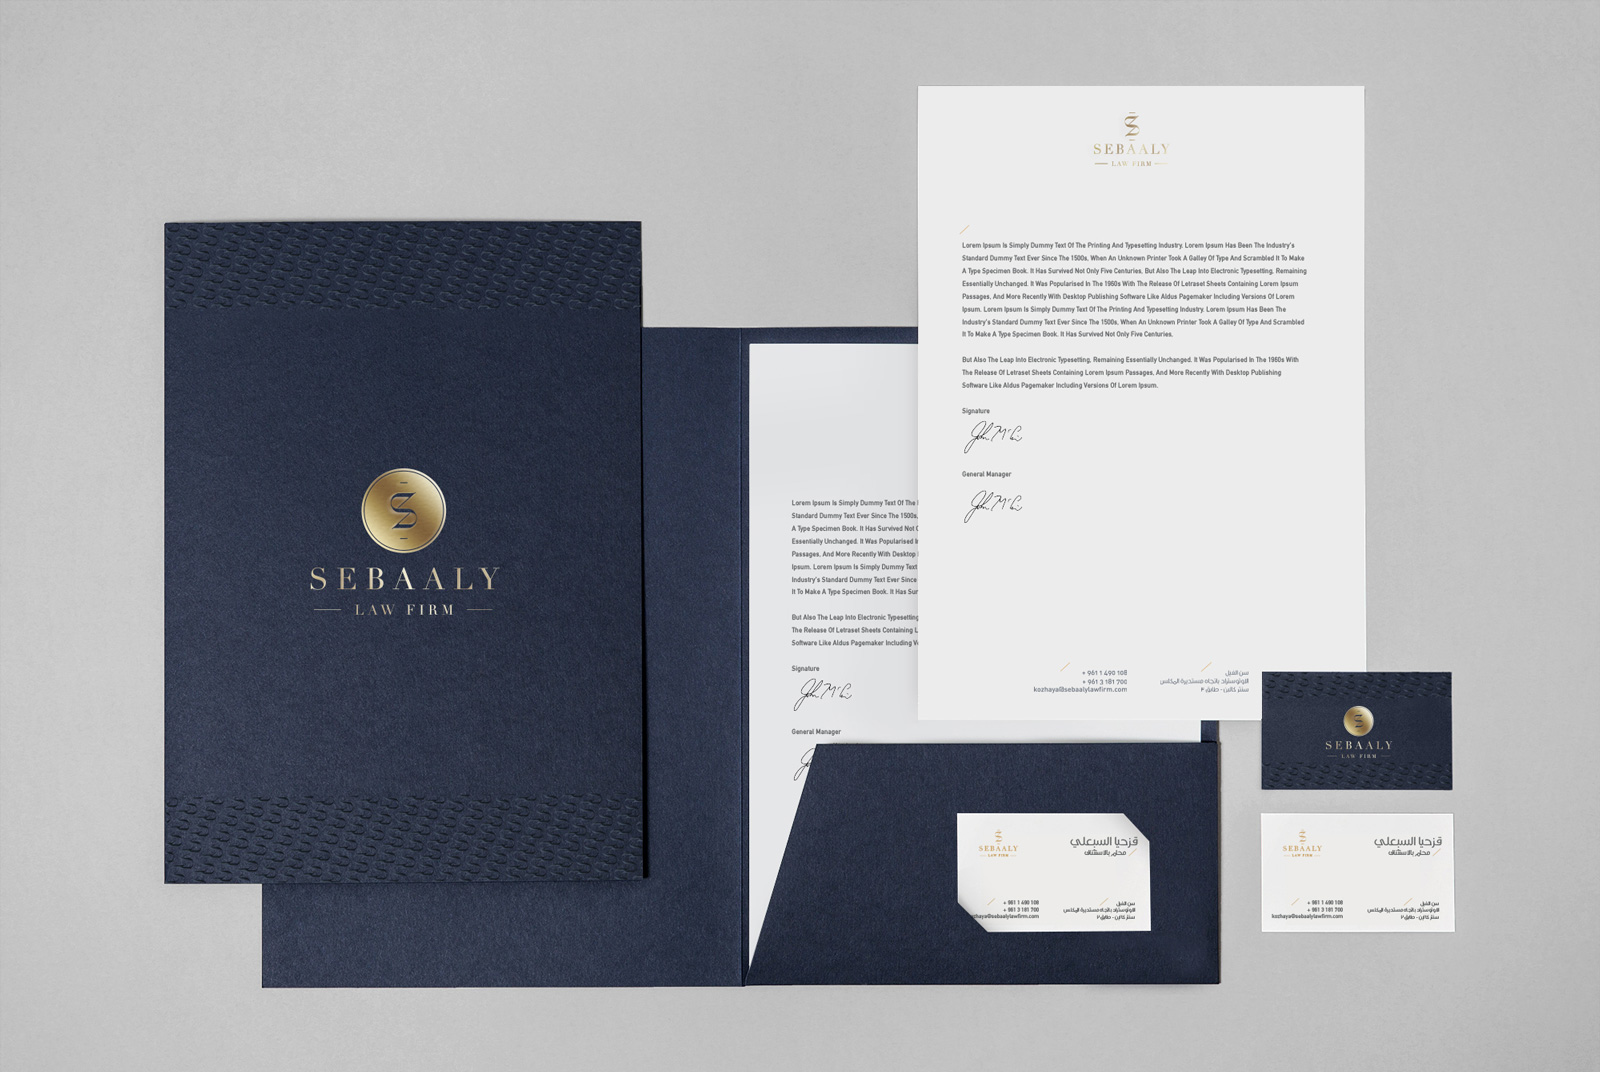 SEBAALY
LAW FIRM
Lorem Ipsum Is Simply Dummy Text Of The
Standard Dummy Text Ever Since The 1500s,
A Type Specimen Book. It Has Survived Not
Essentially Unchanged. It Was Popularised In
Passages, And More Recently With Desktop
Ipsum. Lorem Ipsum Is Simply Dummy Text
Industry's Standard Dummy Text Ever Since
It To Make A Type Specimen Book. It Has Sur
But Also The Leap Into Electronic Typesetting
The Release Of Letraset Sheets Containing L
Software Like Aldus Pagemaker Including
Signature
General Manager
SEBAALY
LAW FIRM
Lorem Ipsum Is Simply Dummy Text Of The Printing And Typesetting Industry. Lorem Ipsum Has Been The Industry's
Standard Dummy Text Ever Since The 1500s, When An Unknown Printer Took A Galley Of Type And Scrambled It To Make
A Type Specimen Book. It Has Survived Not Only Five Centuries, But Also The Leap Into Electronic Typesetting, Remaining
Essentially Unchanged. It Was Popularised In The 1960s With The Release Of Letraset Sheets Containing Lorem Ipsum
Passages, And More Recently With Desktop Publishing Software Like Aldus Pagemaker Including Versions Of Lorem
Ipsum. Lorem Ipsum Is Simply Dummy Text Of The Printing And Typesetting Industry. Lorem Ipsum Has Been The
Industry's Standard Dummy Text Ever Since The 1500s, When An Unknown Printer Took A Galley Of Type And Scrambled
It To Make A Type Specimen Book. It Has Survived Not Only Five Centuries.
But Also The Leap Into Electronic Typesetting, Remaining Essentially Unchanged. It Was Popularised In The 1960s With
The Release Of Letraset Sheets Containing Lorem Ipsum Passages, And More Recently With Desktop Publishing
Software Like Aldus Pagemaker Including Versions Of Lorem Ipsum.
Signature
General Manager
+ 961 1 490 108
+ 961 3 181 700
kozhaya@sebaalylawfirm.com
سن الفيل
الاوتوستراد باتجاه مستديرة المكلس
سنتر كالين - طابق ٢
SEBAALY
LAW FIRM
SEBAALY
LAW FIRM
قزحيا السبعلي
محامٍ بالاستئناف
+ 961 1 490 108
+ 961 3 181 700
kozhaya@sebaalylawfirm.com
سن الفيل
الاوتوستراد باتجاه مستديرة المكلس
سنتر كالين - طابق ٢
SEBAALY
LAW FIRM
قزحيا السبعلي
محامٍ بالاستئناف
+ 961 1 490 108
+ 961 3 181 700
kozhaya@sebaalylawfirm.com
سن الفيل
الاوتوستراد باتجاه مستديرة المكلس
سنتر كالين - طابق ٢